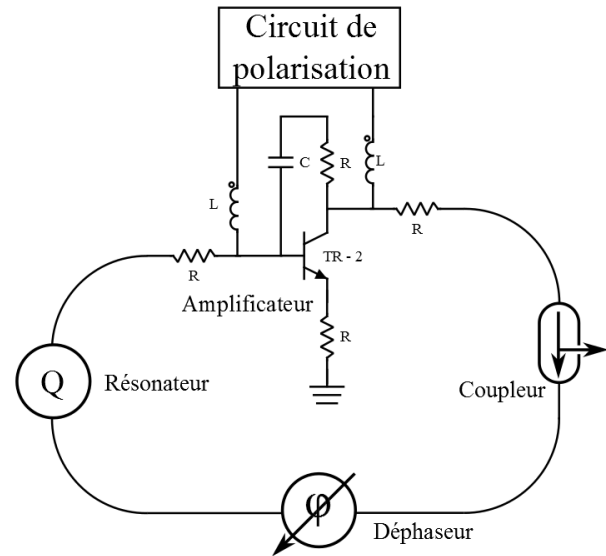 Circuit de
polarisation
C
R
L
L
R
R
TR - 2
Amplificateur
R
Q
Résonateur
Coupleur
φ
Déphaseur